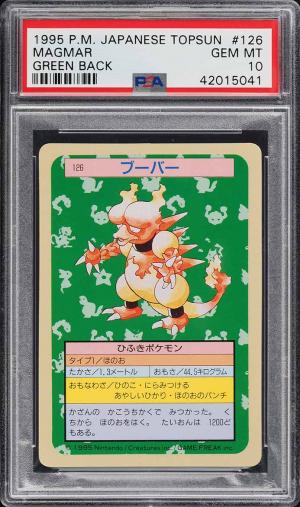 1995 P.M. JAPANESE TOPSUN #126
MAGMAR GEM MT
GREEN BACK 10
PSA 42015041
126 ブーバー
ひふきポケモン
タイプ1/ほのお
たかさ/1.3メートル おもさ/44.5キログラム
おもなわざ/ひのこ・にらみつける
あやしいひかり・ほのおのパンチ
かざんの かこうちかくで みつかった。く
ちから ほのおをはく。 たいおんは 1200ど
もある。
©1995 Nintendo/Creatures inc./GAME FREAK inc.